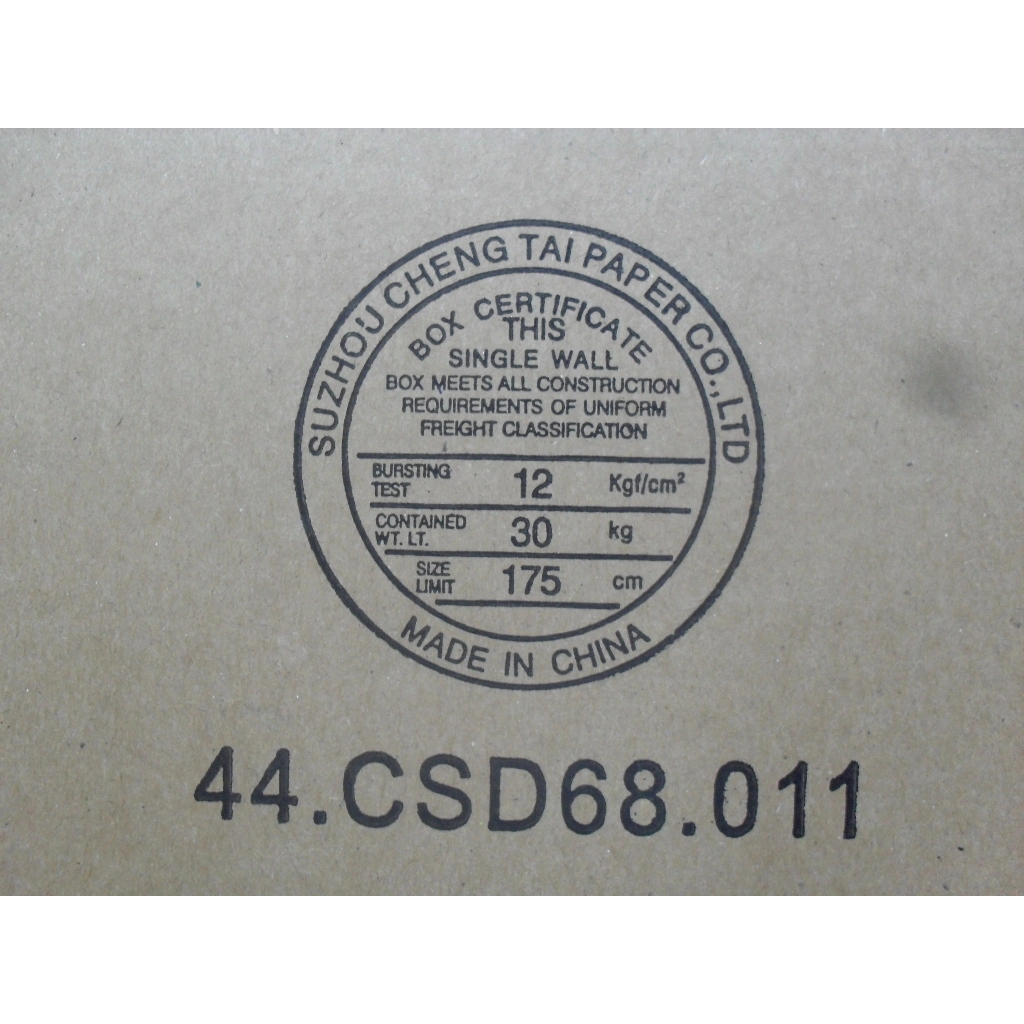 SUZHOU CHENG TAI PAPER CO.,LTD
BOX CERTIFICATE
THIS
SINGLE WALL
BOX MEETS ALL CONSTRUCTION
REQUIREMENTS OF UNIFORM
FREIGHT CLASSIFICATION
BURSTING TEST 12 Kgf/cm²
CONTAINED WT. LT. 30 kg
SIZE LIMIT 175 cm
MADE IN CHINA
44.CSD68.011